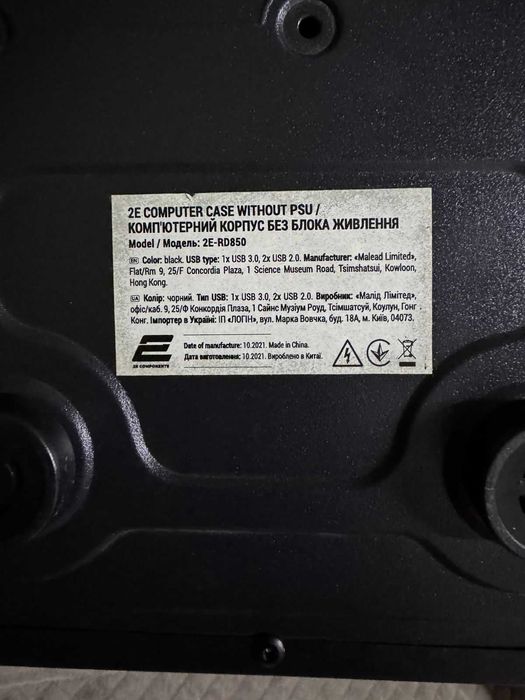 2E COMPUTER CASE WITHOUT PSU /
КОМП'ЮТЕРНИЙ КОРПУС БЕЗ БЛОКА ЖИВЛЕННЯ
Model / Модель: 2E-RD850
EN Color: black. USB type: 1x USB 3.0, 2x USB 2.0. Manufacturer: «Malead Limited»,
Flat/Rm 9, 25/F Concordia Plaza, 1 Science Museum Road, Tsimshatsui, Kowloon,
Hong Kong.
UA Колір: чорний. Тип USB: 1x USB 3.0, 2x USB 2.0. Виробник: «Малід Лімітед»,
офіс/каб. 9, 25/Ф Конкордія Плаза, 1 Сайнс Музіум Роуд, Тсімшатсуй, Коулун, Гонг
Конг. Імпортер в Україні: ІП «ЛОГІН», вул. Марка Вовчка, буд. 18А, м. Київ, 04073.
Date of manufacture: 10.2021. Made in China.
Дата виготовлення: 10.2021. Вироблено в Китаї.
2E COMPONENTS